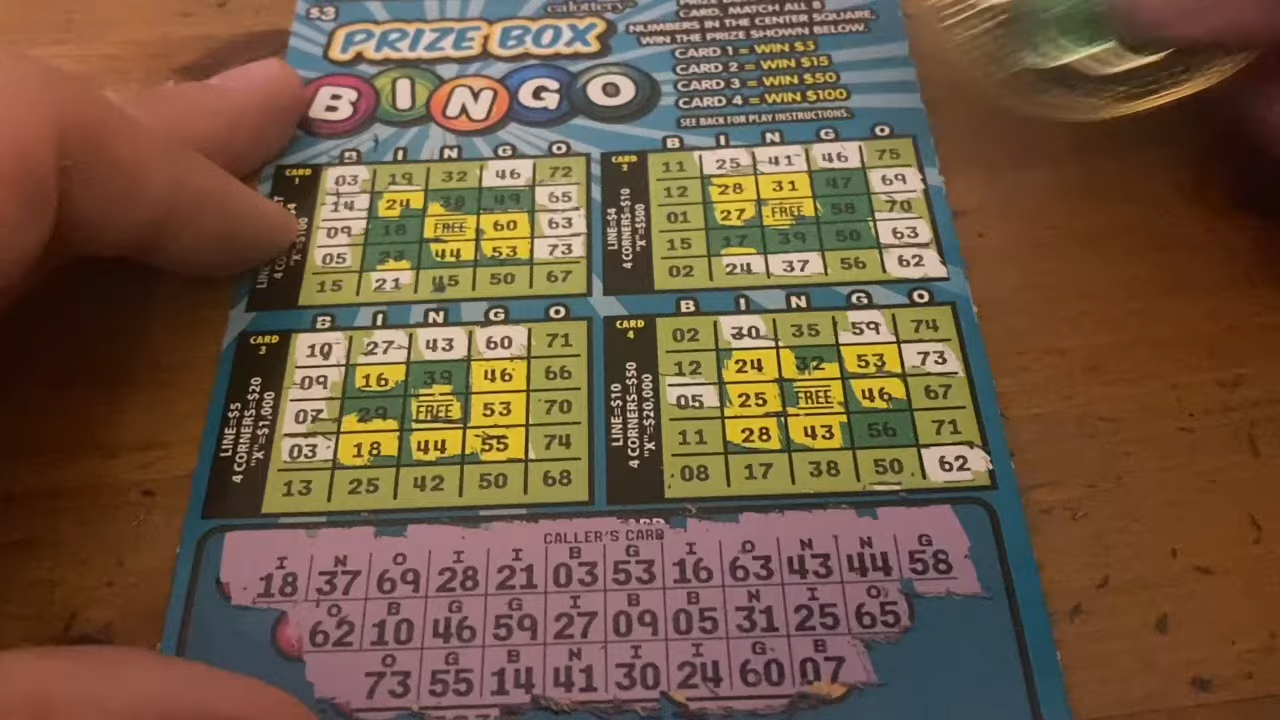 $3
calottery
CARD, MATCH ALL 8
NUMBERS IN THE CENTER SQUARE,
WIN THE PRIZE SHOWN BELOW.
PRIZE BOX
BINGO
CARD 1 = WIN $3
CARD 2 = WIN $15
CARD 3 = WIN $50
CARD 4 = WIN $100
SEE BACK FOR PLAY INSTRUCTIONS.
CARD 1
B I N G O
03 19 32 46 72
14 24 38 49 65
09 18 FREE 60 63
05 23 44 53 73
15 21 45 50 67
CARD 2
LINE=$4
4 CORNERS=$10
"X"=$500
B I N G O
11 25 41 46 75
12 28 31 47 69
01 27 FREE 58 70
15 17 39 50 63
02 24 37 56 62
CARD 3
LINE=$5
4 CORNERS=$20
"X"=$1,000
B I N G O
10 27 43 60 71
09 16 39 46 66
07 29 FREE 53 70
03 18 44 55 74
13 25 42 50 68
CARD 4
LINE=$10
4 CORNERS=$50
"X"=$20,000
B I N G O
02 30 35 59 74
12 24 32 53 73
05 25 FREE 46 67
11 28 43 56 71
08 17 38 50 62
CALLER'S CARD
I N O I I B G I O N N G
18 37 69 28 21 03 53 16 63 43 44 58
O B G G I B B N I O
62 10 46 59 27 09 05 31 25 65
O G B N I I G B
73 55 14 41 30 24 60 07